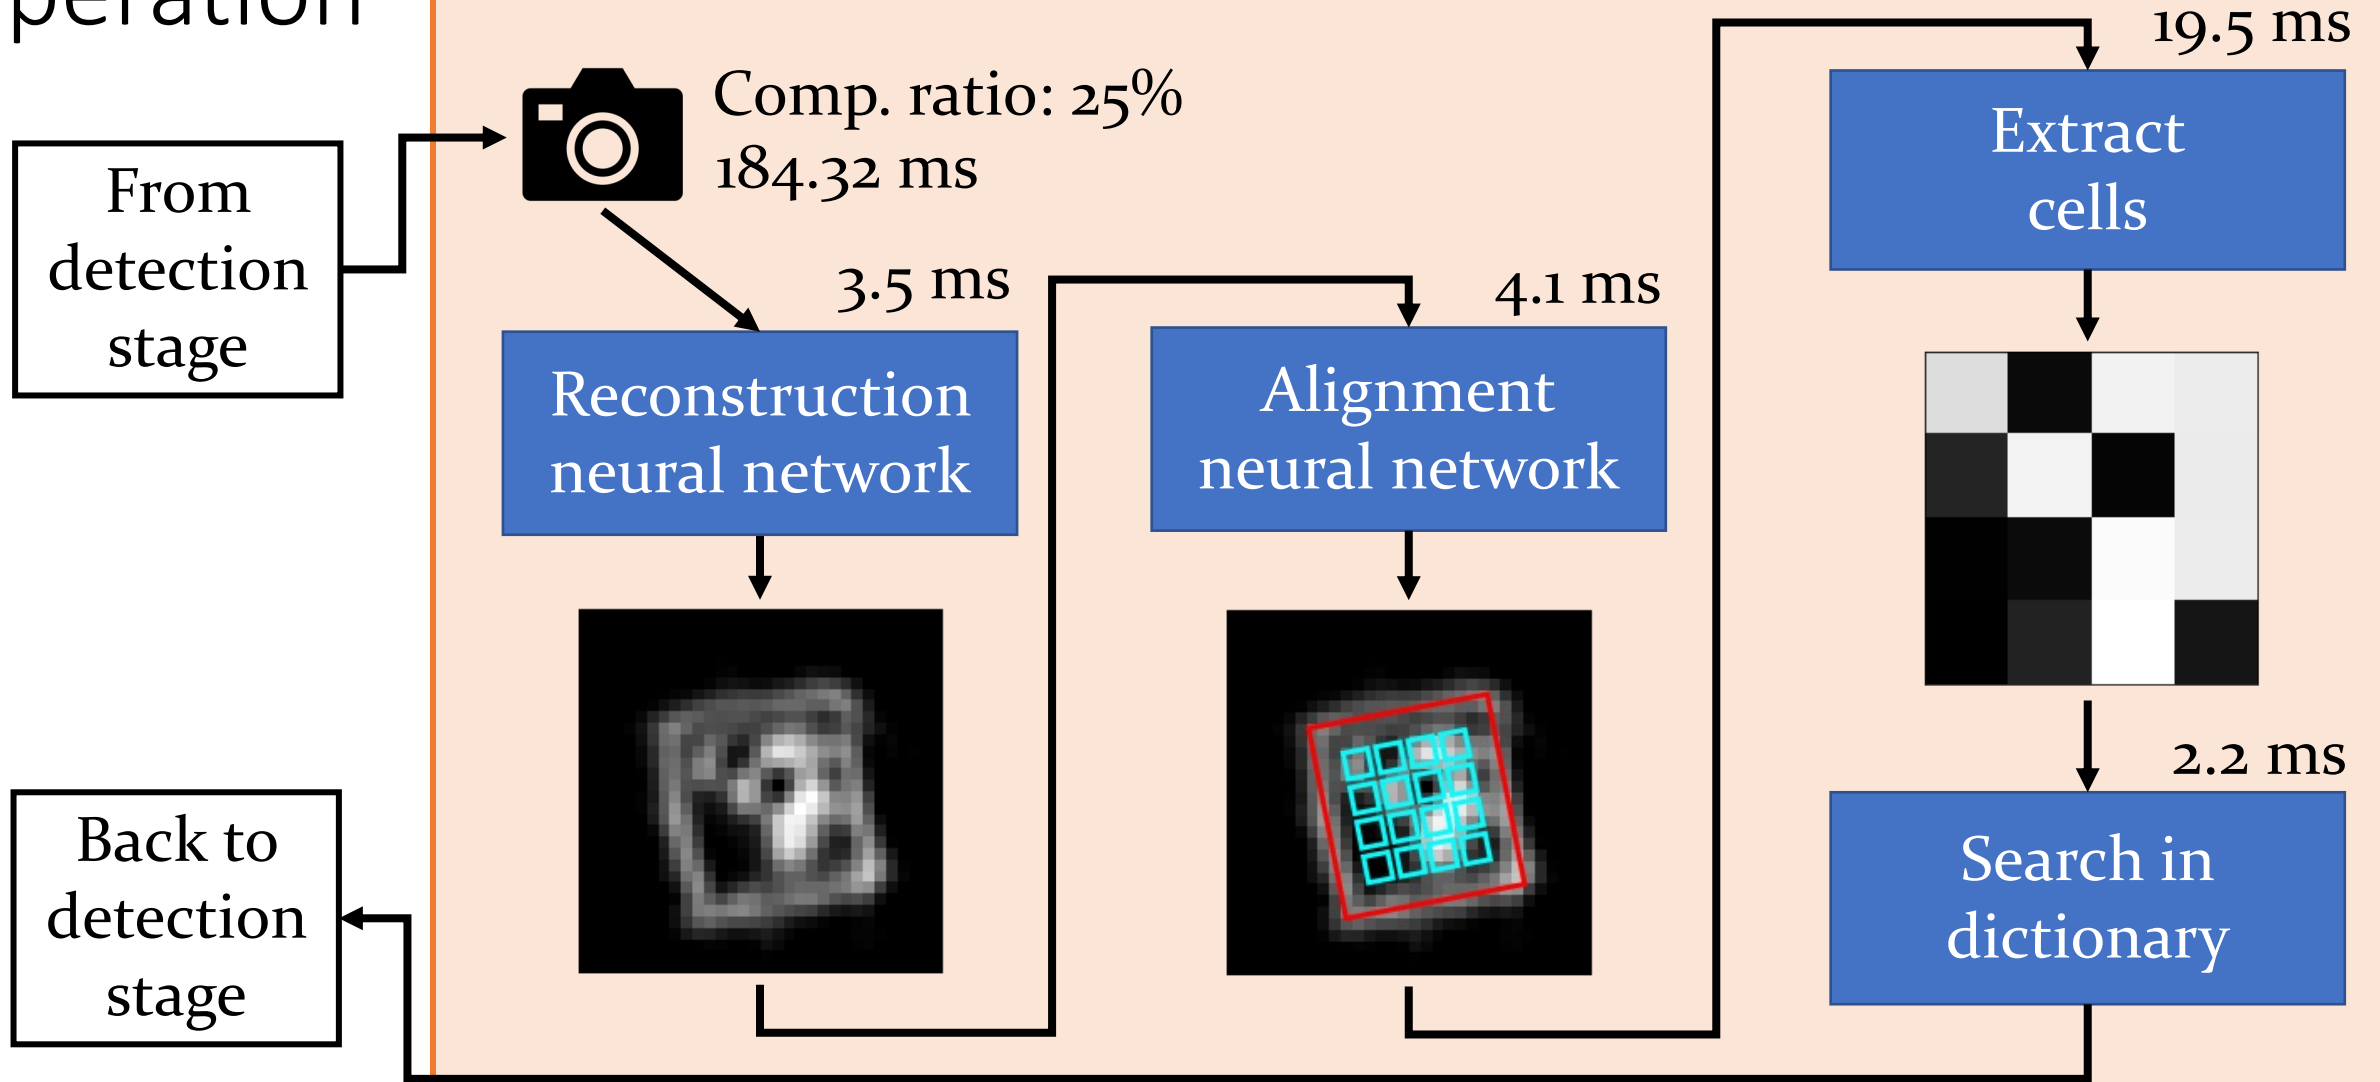 peration
From
detection
stage
Comp. ratio: 25%
184.32 ms
3.5 ms
Reconstruction
neural network
4.1 ms
Alignment
neural network
19.5 ms
Extract
cells
2.2 ms
Search in
dictionary
Back to
detection
stage